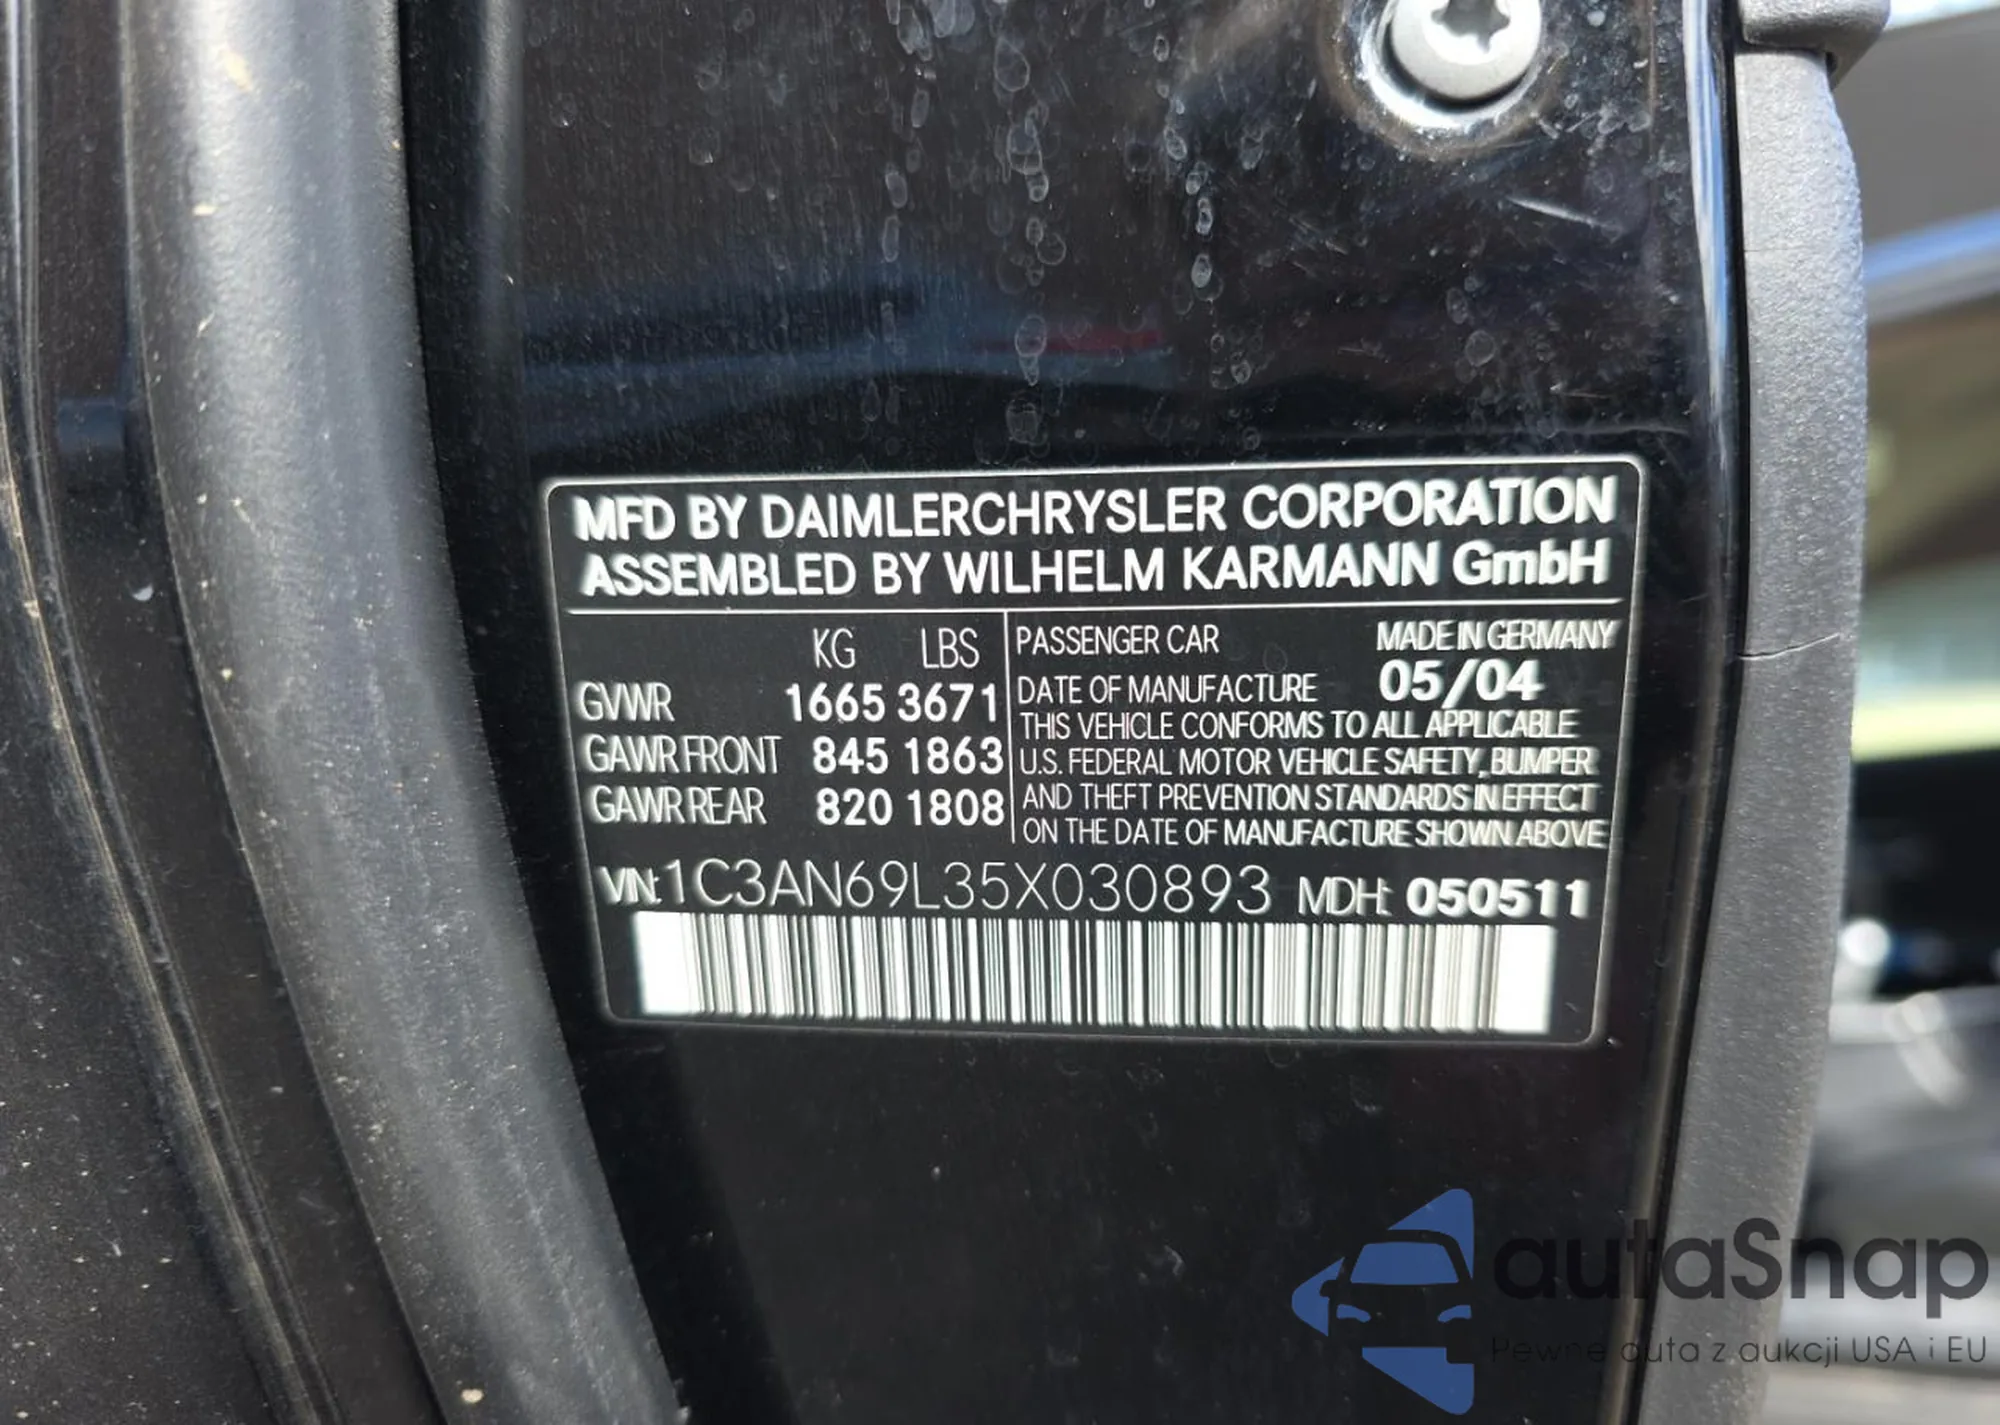 MFD BY DAIMLERCHRYSLER CORPORATION
ASSEMBLED BY WILHELM KARMANN GmbH
KG LBS
GVWR 1665 3671
GAWR FRONT 845 1863
GAWR REAR 820 1808
PASSENGER CAR MADE IN GERMANY
DATE OF MANUFACTURE 05/04
THIS VEHICLE CONFORMS TO ALL APPLICABLE
U.S. FEDERAL MOTOR VEHICLE SAFETY, BUMPER
AND THEFT PREVENTION STANDARDS IN EFFECT
ON THE DATE OF MANUFACTURE SHOWN ABOVE
VIN: 1C3AN69L35X030893 MDH: 050511
autaSnap
Pewne auta z aukcji USA i EU